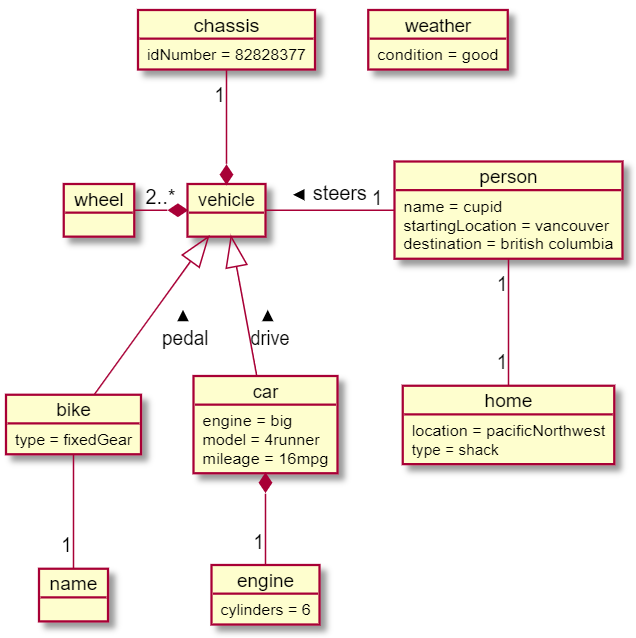 chassis
idNumber = 82828377
weather
condition = good
1
wheel
2..*
vehicle
◄ steers
1
person
name = cupid
startingLocation = vancouver
destination = british columbia
▲
pedal
▲
drive
1
1
bike
type = fixedGear
car
engine = big
model = 4runner
mileage = 16mpg
home
location = pacificNorthwest
type = shack
1
1
name
engine
cylinders = 6